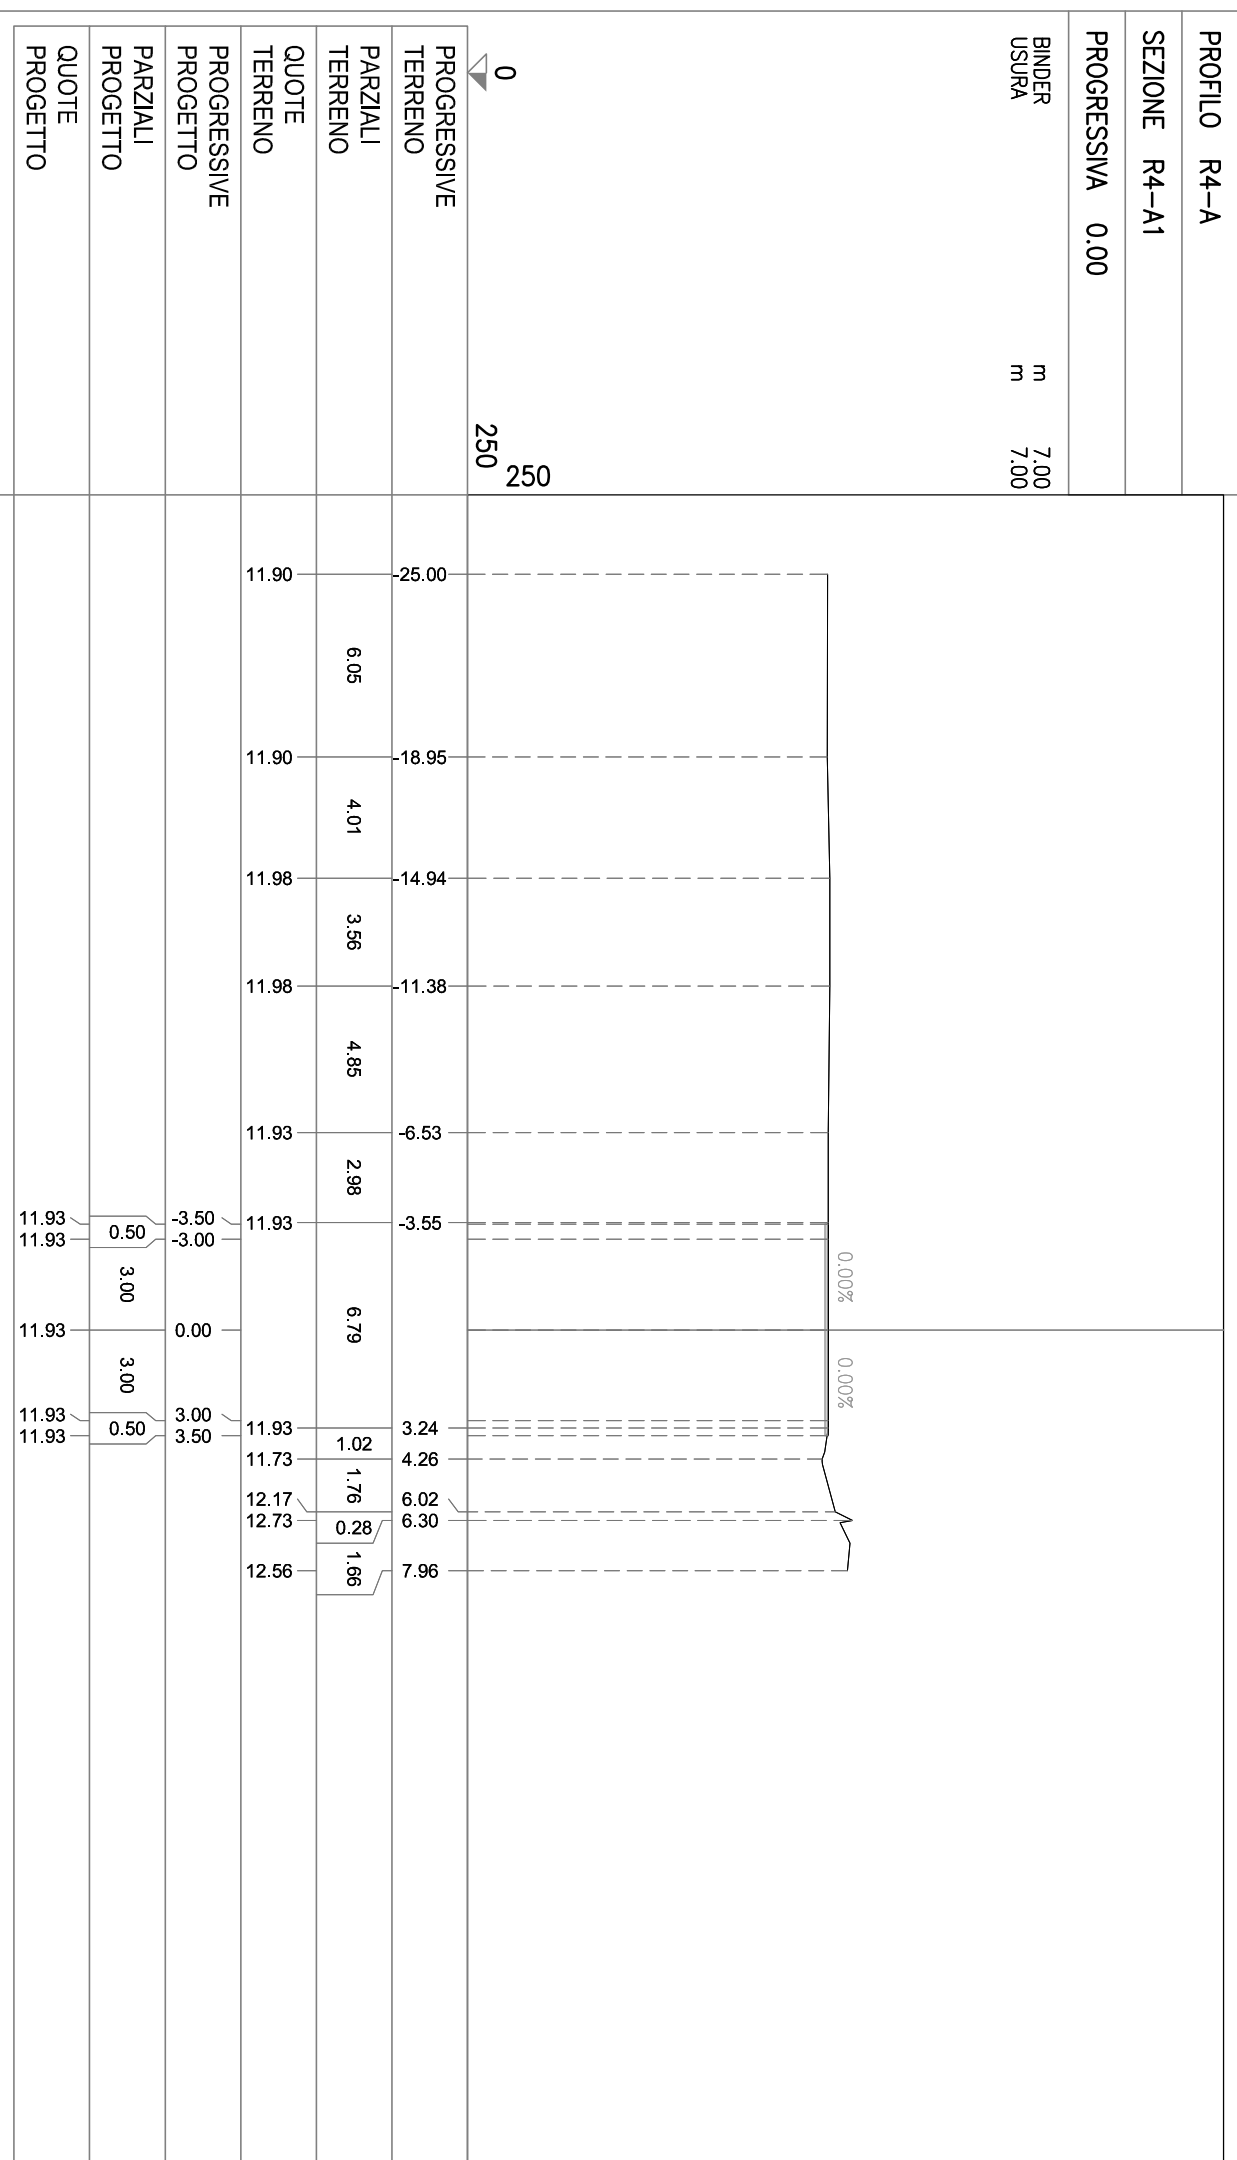 PROFILO R4-A
SEZIONE R4-A1
PROGRESSIVA 0.00
BINDER m 7.00
USURA m 7.00
0.00% 0.00%
250
250
0
PROGRESSIVE
TERRENO
-25.00 -18.95 -14.94 -11.38 -6.53 -3.55 3.24 4.26 6.02 6.30 7.96
PARZIALI
TERRENO
6.05 4.01 3.56 4.85 2.98 6.79 1.02 1.76 0.28 1.66
QUOTE
TERRENO
11.90 11.90 11.98 11.98 11.93 11.93 11.93 11.73 12.17 12.73 12.56
PROGRESSIVE
PROGETTO
-3.50 -3.00 0.00 3.00 3.50
PARZIALI
PROGETTO
0.50 3.00 3.00 0.50
QUOTE
PROGETTO
11.93 11.93 11.93 11.93 11.93